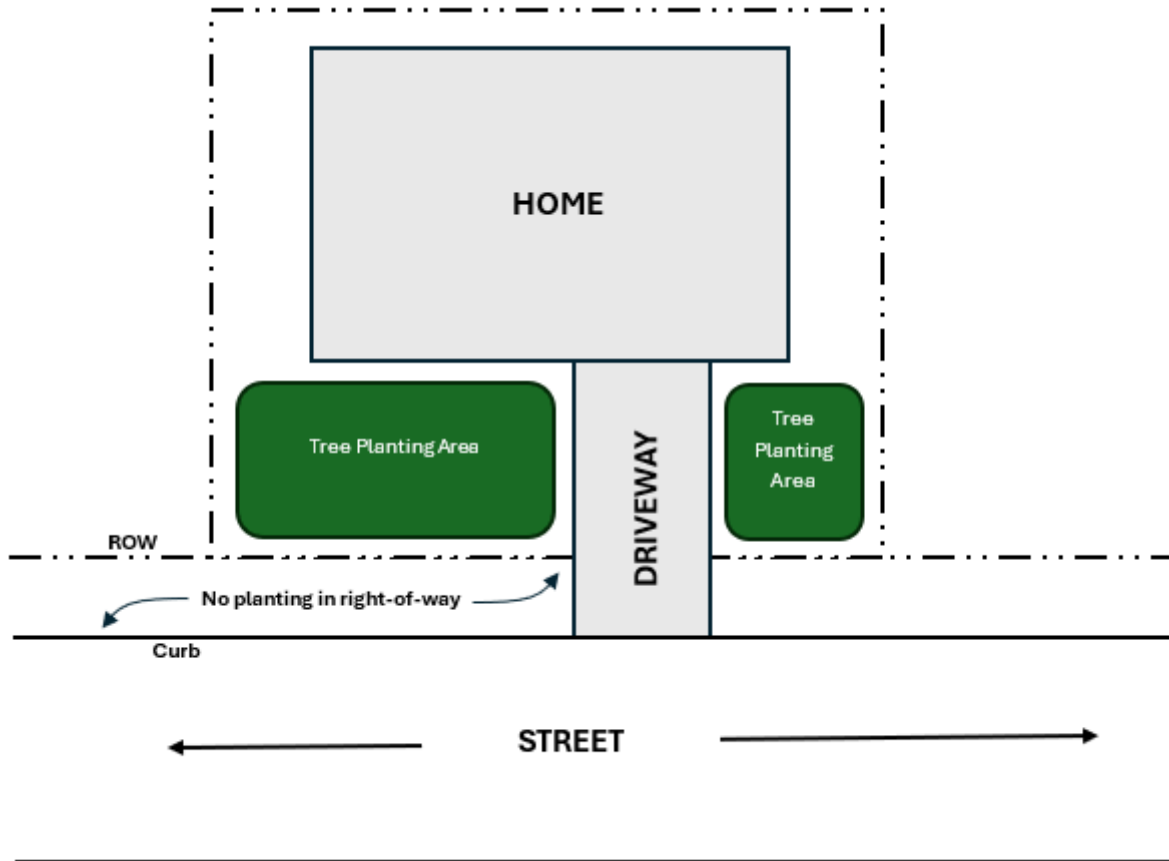 HOME
Tree Planting Area
Tree
Planting
Area
DRIVEWAY
ROW
No planting in right-of-way
Curb
STREET